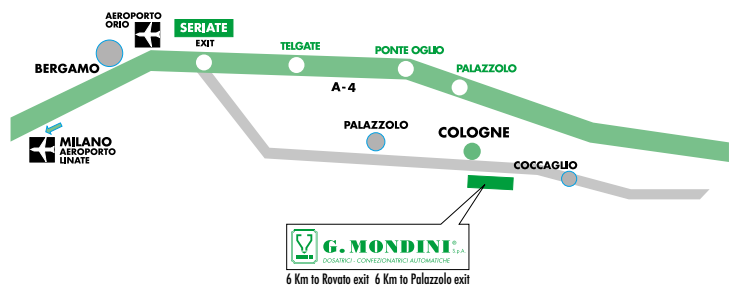 AEROPORTO
ORIO
SERIATE
EXIT
BERGAMO
TELGATE
PONTE OGLIO
PALAZZOLO
A-4
MILANO
AEROPORTO
LINATE
PALAZZOLO
COLOGNE
COCCAGLIO
G. MONDINI® S.p.A.
DOSATRICI - CONFEZIONATRICI AUTOMATICHE
6 Km to Rovato exit 6 Km to Palazzolo exit